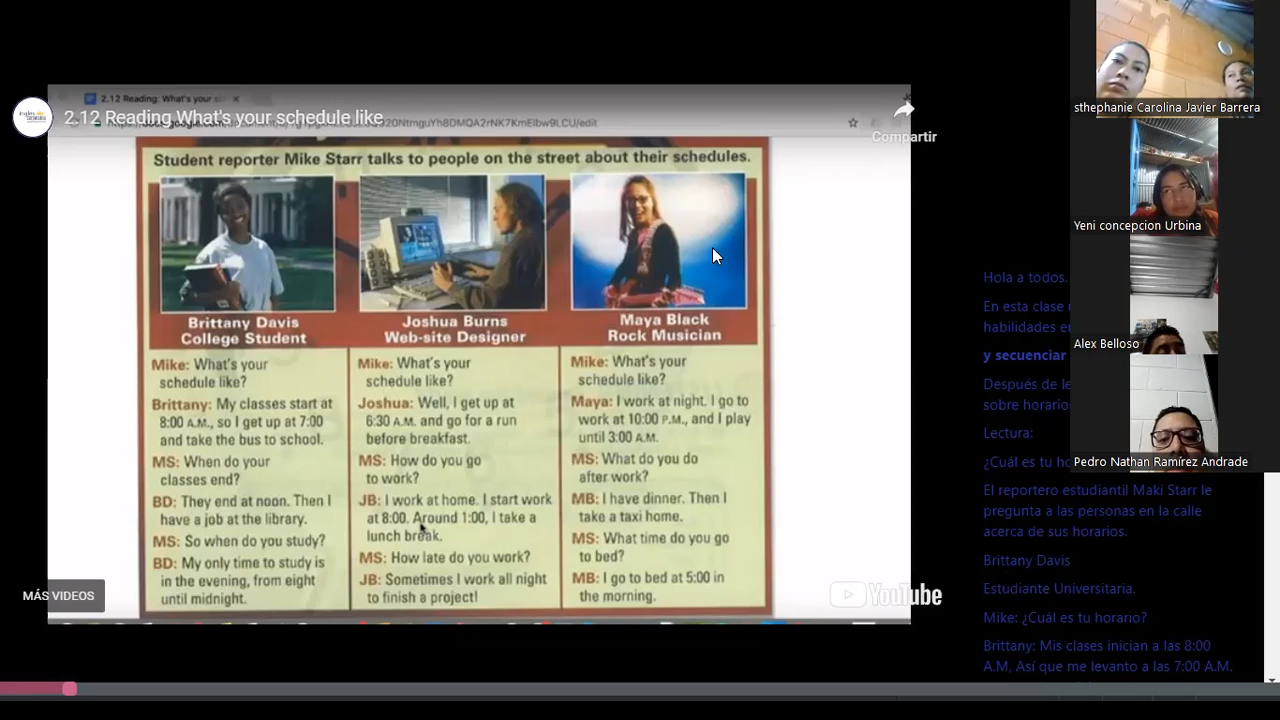 2.12 Reading: What's your sc
2.12 Reading What's your schedule like
Compartir
Student reporter Mike Starr talks to people on the street about their schedules.
Brittany Davis
College Student
Mike: What's your
schedule like?
Brittany: My classes start at
8:00 A.M., so I get up at 7:00
and take the bus to school.
MS: When do your
classes end?
BD: They end at noon. Then I
have a job at the library.
MS: So when do you study?
BD: My only time to study is
in the evening, from eight
until midnight.
Joshua Burns
Web-site Designer
Mike: What's your
schedule like?
Joshua: Well, I get up at
6:30 A.M. and go for a run
before breakfast.
MS: How do you go
to work?
JB: I work at home. I start work
at 8:00. Around 1:00, I take a
lunch break.
MS: How late do you work?
JB: Sometimes I work all night
to finish a project!
Maya Black
Rock Musician
Mike: What's your
schedule like?
Maya: I work at night. I go to
work at 10:00 P.M., and I play
until 3:00 A.M.
MS: What do you do
after work?
MB: I have dinner. Then I
take a taxi home.
MS: What time do you go
to bed?
MB: I go to bed at 5:00 in
the morning.
MÁS VIDEOS
YouTube
sthephanie Carolina Javier Barrera
Yeni concepcion Urbina
Alex Belloso
Pedro Nathan Ramírez Andrade
Hola a todos.
En esta clase
habilidades en
y secuenciar
Después de le
sobre horario
Lectura:
¿Cuál es tu ho
El reportero estudiantil Maki Starr le
pregunta a las personas en la calle
acerca de sus horarios.
Brittany Davis
Estudiante Universitaria.
Mike: ¿Cuál es tu horario?
Brittany: Mis clases inician a las 8:00
A.M, Así que me levanto a las 7:00 A.M.